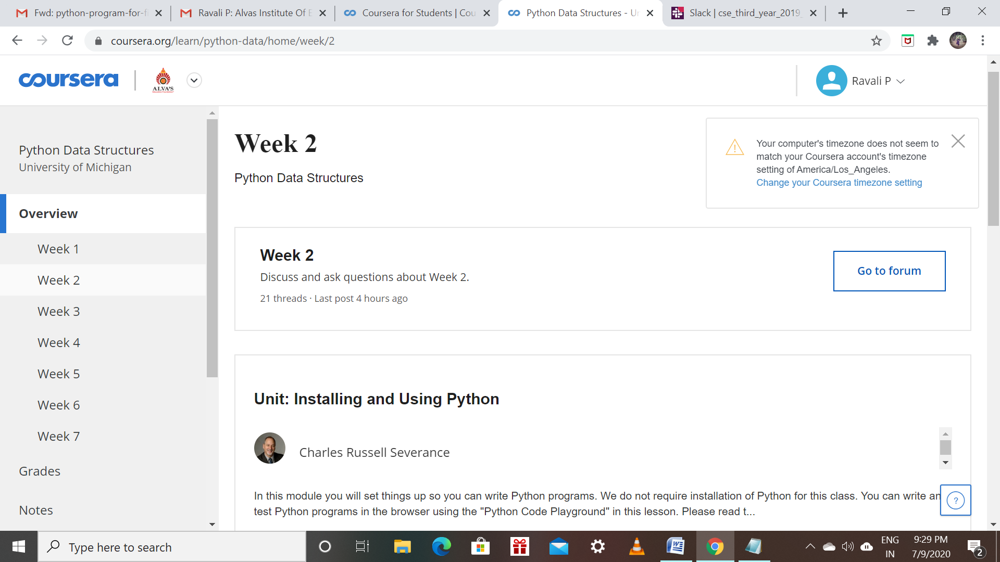 Fwd: python-program-for-fi
Ravali P: Alvas Institute Of E
Coursera for Students | Cou
Python Data Structures - Un
Slack | cse_third_year_2019_
coursera.org/learn/python-data/home/week/2
coursera
ALVA'S
Ravali P
Python Data Structures
University of Michigan
Overview
Week 1
Week 2
Week 3
Week 4
Week 5
Week 6
Week 7
Grades
Notes
Week 2
Python Data Structures
Your computer's timezone does not seem to
match your Coursera account's timezone
setting of America/Los_Angeles.
Change your Coursera timezone setting
Week 2
Discuss and ask questions about Week 2.
21 threads · Last post 4 hours ago
Go to forum
Unit: Installing and Using Python
Charles Russell Severance
In this module you will set things up so you can write Python programs. We do not require installation of Python for this class. You can write an
test Python programs in the browser using the "Python Code Playground" in this lesson. Please read t...
?
Type here to search
ENG
IN
9:29 PM
7/9/2020
2